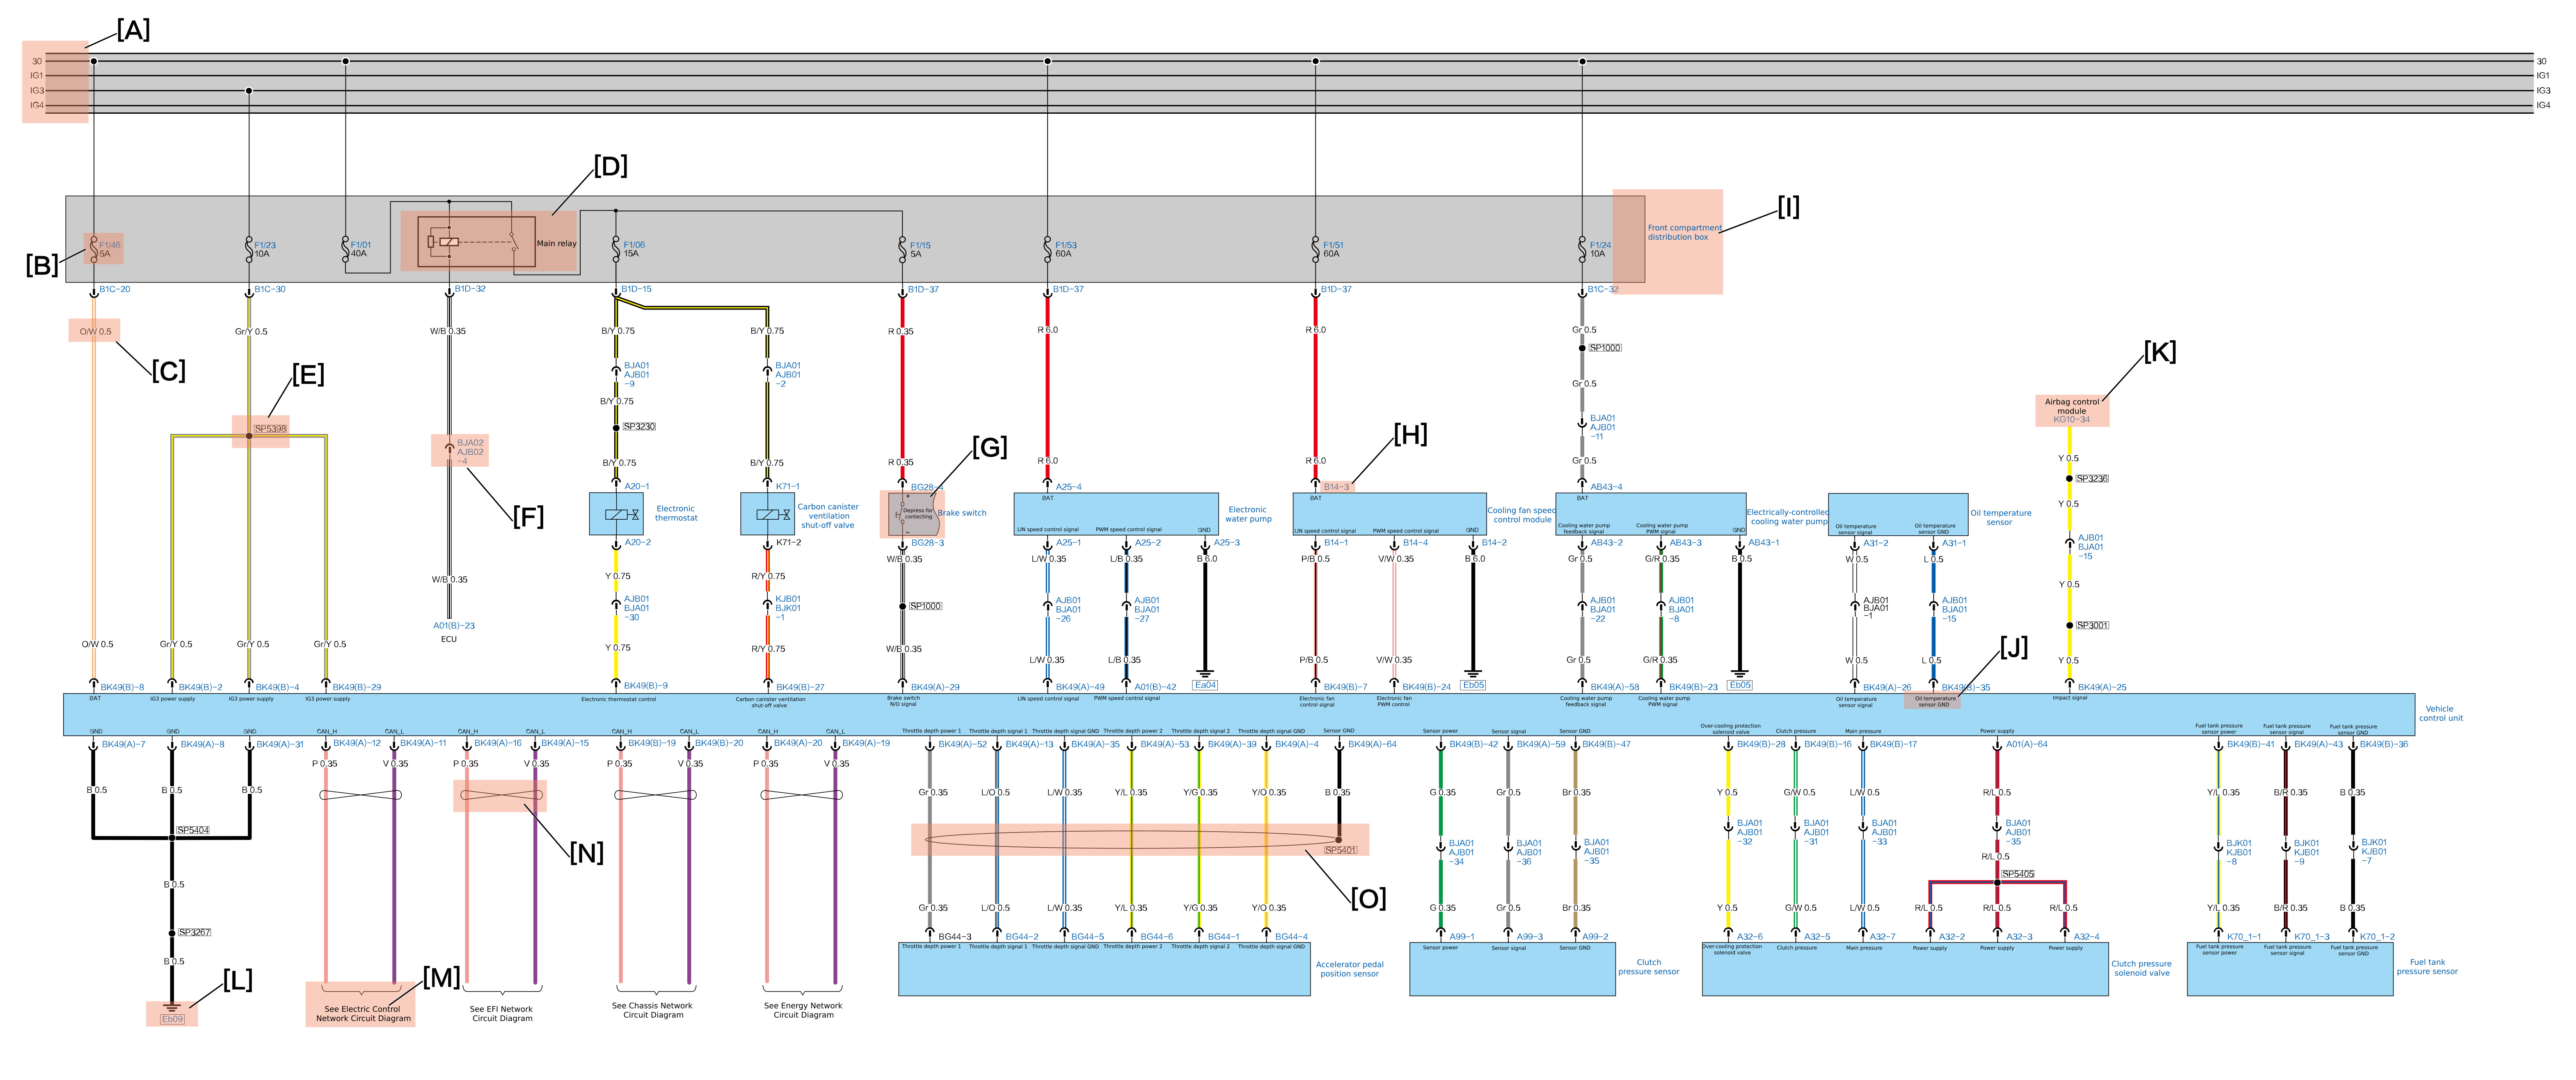 [A]
30
IG1
IG3
IG4
30
IG1
IG3
IG4
[D]
[I]
[B]
F1/46
5A
F1/23
10A
F1/01
40A
Main relay
F1/06
15A
F1/15
5A
F1/53
60A
F1/51
60A
F1/24
10A
Front compartment
distribution box
B1C-20
B1C-30
B1D-32
B1D-15
B1D-37
B1D-37
B1D-37
B1C-32
O/W 0.5
Gr/Y 0.5
W/B 0.35
B/Y 0.75
B/Y 0.75
R 0.35
R 6.0
R 6.0
Gr 0.5
SP1000
[K]
[C]
[E]
BJA01
AJB01
-9
BJA01
AJB01
-2
Gr 0.5
B/Y 0.75
Airbag control
module
KG10-34
SP5398
SP3230
BJA01
AJB01
-11
[H]
[G]
BJA02
AJB02
-4
B/Y 0.75
B/Y 0.75
R 0.35
R 6.0
R 6.0
Gr 0.5
Y 0.5
SP3236
[F]
A20-1
K71-1
BG28-4
A25-4
B14-3
AB43-4
Y 0.5
Electronic
thermostat
Carbon canister
ventilation
shut-off valve
+
Depress for
contecting
-
Brake switch
BAT
LIN speed control signal
PWM speed control signal
GND
Electronic
water pump
BAT
LIN speed control signal
PWM speed control signal
GND
Cooling fan speed
control module
BAT
Cooling water pump
feedback signal
Cooling water pump
PWM signal
GND
Electrically-controlled
cooling water pump
Oil temperature
sensor signal
Oil temperature
sensor GND
Oil temperature
sensor
A20-2
K71-2
BG28-3
A25-1
A25-2
A25-3
B14-1
B14-4
B14-2
AB43-2
AB43-3
AB43-1
A31-2
A31-1
AJB01
BJA01
-15
Y 0.75
R/Y 0.75
W/B 0.35
L/W 0.35
L/B 0.35
B 6.0
P/B 0.5
V/W 0.35
B 6.0
Gr 0.5
G/R 0.35
B 0.5
W 0.5
L 0.5
Y 0.5
W/B 0.35
AJB01
BJA01
-30
KJB01
BJK01
-1
SP1000
AJB01
BJA01
-26
AJB01
BJA01
-27
AJB01
BJA01
-22
AJB01
BJA01
-8
AJB01
BJA01
-1
AJB01
BJA01
-15
A01(B)-23
ECU
SP3001
[J]
O/W 0.5
Gr/Y 0.5
Gr/Y 0.5
Gr/Y 0.5
Y 0.75
R/Y 0.75
W/B 0.35
L/W 0.35
L/B 0.35
P/B 0.5
V/W 0.35
Gr 0.5
G/R 0.35
W 0.5
L 0.5
Y 0.5
BK49(B)-8
BK49(B)-2
BK49(B)-4
BK49(B)-29
BK49(B)-9
BK49(B)-27
BK49(A)-29
BK49(A)-49
A01(B)-42
Ea04
BK49(B)-7
BK49(B)-24
Eb05
BK49(A)-58
BK49(B)-23
Eb05
BK49(A)-26
BK49(B)-35
BK49(A)-25
BAT
IG3 power supply
IG3 power supply
IG3 power supply
Electronic thermostat control
Carbon canister ventilation
shut-off valve
Brake switch
N/O signal
LIN speed control signal
PWM speed control signal
Electronic fan
control signal
Electronic fan
PWM control
Cooling water pump
feedback signal
Cooling water pump
PWM signal
Oil temperature
sensor signal
Oil temperature
sensor GND
Impact signal
Vehicle
control unit
GND
GND
GND
CAN_H
CAN_L
CAN_H
CAN_L
CAN_H
CAN_L
CAN_H
CAN_L
Throttle depth power 1
Throttle depth signal 1
Throttle depth signal GND
Throttle depth power 2
Throttle depth signal 2
Throttle depth signal GND
Sensor GND
Sensor power
Sensor signal
Sensor GND
Over-cooling protection
solenoid valve
Clutch pressure
Main pressure
Power supply
Fuel tank pressure
sensor power
Fuel tank pressure
sensor signal
Fuel tank pressure
sensor GND
BK49(A)-7
BK49(A)-8
BK49(A)-31
BK49(A)-12
BK49(A)-11
BK49(A)-16
BK49(A)-15
BK49(B)-19
BK49(B)-20
BK49(A)-20
BK49(A)-19
BK49(A)-52
BK49(A)-13
BK49(A)-35
BK49(A)-53
BK49(A)-39
BK49(A)-4
BK49(A)-64
BK49(B)-42
BK49(A)-59
BK49(B)-47
BK49(B)-28
BK49(B)-16
BK49(B)-17
A01(A)-64
BK49(B)-41
BK49(A)-43
BK49(B)-36
P 0.35
V 0.35
P 0.35
V 0.35
P 0.35
V 0.35
P 0.35
V 0.35
B 0.5
B 0.5
B 0.5
Gr 0.35
L/O 0.5
L/W 0.35
Y/L 0.35
Y/G 0.35
Y/O 0.35
B 0.35
G 0.35
Gr 0.5
Br 0.35
Y 0.5
G/W 0.5
L/W 0.5
R/L 0.5
Y/L 0.35
B/R 0.35
B 0.35
SP5404
SP5401
[N]
BJA01
AJB01
-34
BJA01
AJB01
-36
BJA01
AJB01
-35
BJA01
AJB01
-32
BJA01
AJB01
-31
BJA01
AJB01
-33
BJA01
AJB01
-35
BJK01
KJB01
-8
BJK01
KJB01
-9
BJK01
KJB01
-7
R/L 0.5
SP5405
B 0.5
[O]
Gr 0.35
L/O 0.5
L/W 0.35
Y/L 0.35
Y/G 0.35
Y/O 0.35
G 0.35
Gr 0.5
Br 0.35
Y 0.5
G/W 0.5
L/W 0.5
R/L 0.5
R/L 0.5
R/L 0.5
Y/L 0.35
B/R 0.35
B 0.35
SP3267
BG44-3
BG44-2
BG44-5
BG44-6
BG44-1
BG44-4
A99-1
A99-3
A99-2
A32-6
A32-5
A32-7
A32-2
A32-3
A32-4
K70_1-1
K70_1-3
K70_1-2
Throttle depth power 1
Throttle depth signal 1
Throttle depth signal GND
Throttle depth power 2
Throttle depth signal 2
Throttle depth signal GND
Accelerator pedal
position sensor
Sensor power
Sensor signal
Sensor GND
Clutch
pressure sensor
Over-cooling protection
solenoid valve
Clutch pressure
Main pressure
Power supply
Power supply
Power supply
Clutch pressure
solenoid valve
Fuel tank pressure
sensor power
Fuel tank pressure
sensor signal
Fuel tank pressure
sensor GND
Fuel tank
pressure sensor
B 0.5
[L]
[M]
Eb09
See Electric Control
Network Circuit Diagram
See EFI Network
Circuit Diagram
See Chassis Network
Circuit Diagram
See Energy Network
Circuit Diagram